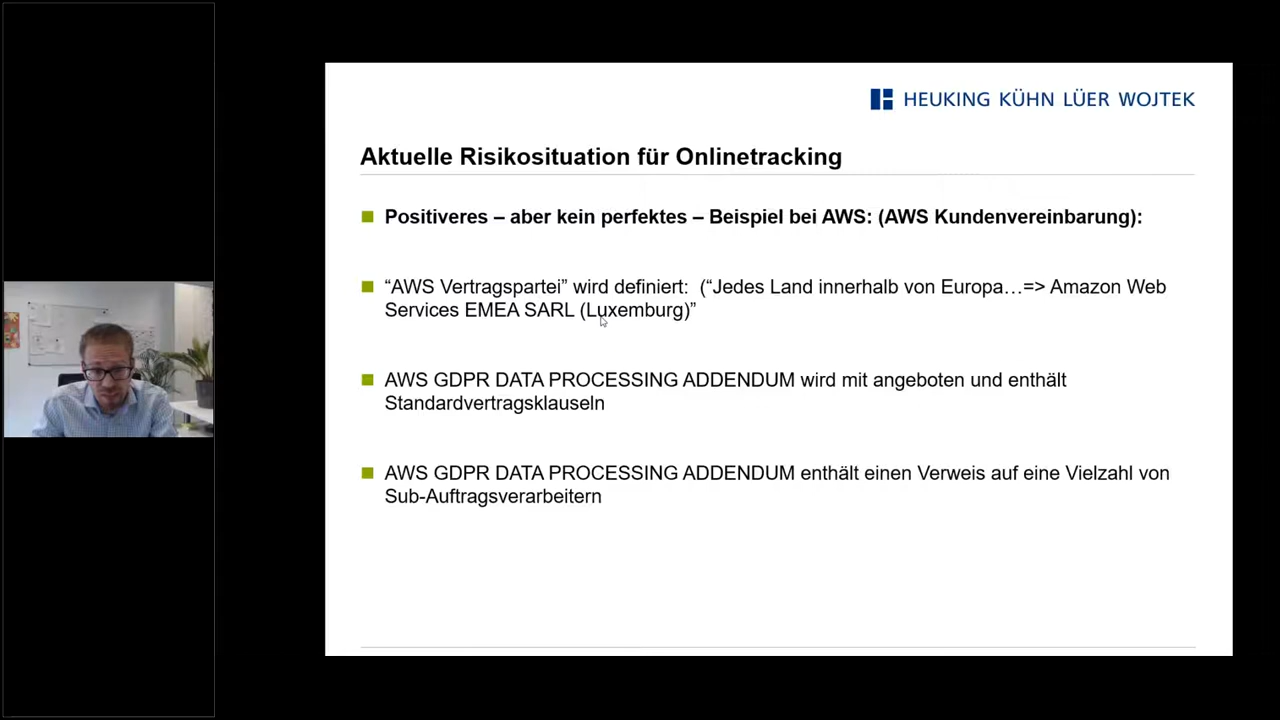 HEUKING KÜHN LÜER WOJTEK
Aktuelle Risikosituation für Onlinetracking
Positiveres – aber kein perfektes – Beispiel bei AWS: (AWS Kundenvereinbarung):
“AWS Vertragspartei” wird definiert: (“Jedes Land innerhalb von Europa…=> Amazon Web
Services EMEA SARL (Luxemburg)”
AWS GDPR DATA PROCESSING ADDENDUM wird mit angeboten und enthält
Standardvertragsklauseln
AWS GDPR DATA PROCESSING ADDENDUM enthält einen Verweis auf eine Vielzahl von
Sub-Auftragsverarbeitern